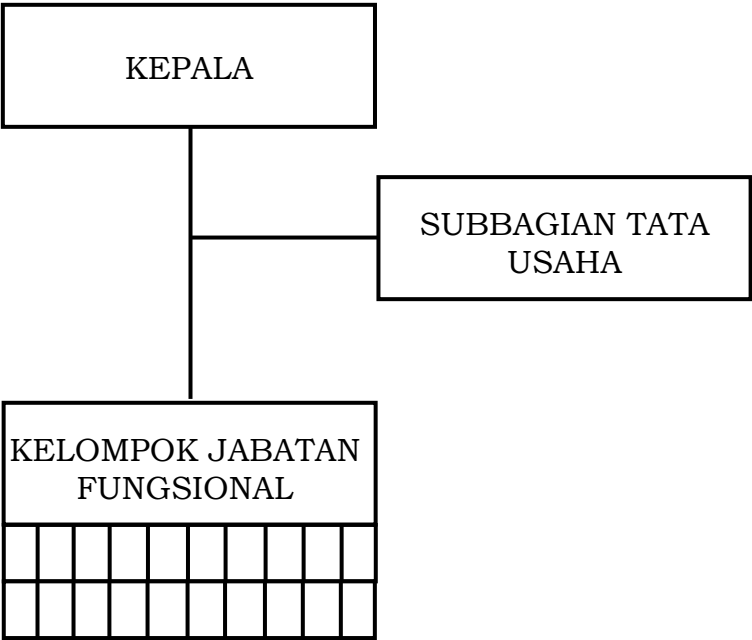 KEPALA
SUBBAGIAN TATA
USAHA
KELOMPOK JABATAN
FUNGSIONAL